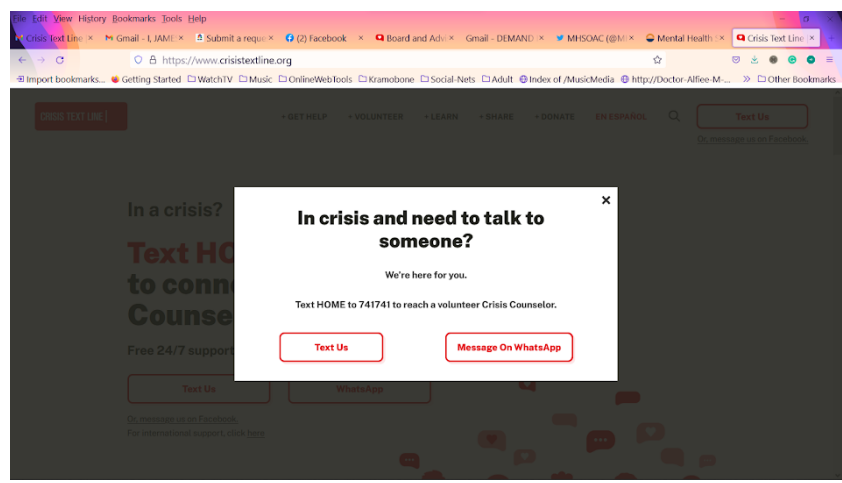 File Edit View History Bookmarks Tools Help
Crisis Text Line × Gmail - I, JAME × Submit a reque × (2) Facebook × Board and Advi × Gmail - DEMAND × MHSOAC (@M × Mental Health × Crisis Text Line × +
https://www.crisistextline.org
Import bookmarks... Getting Started WatchTV Music OnlineWebTools Kramobone Social-Nets Adult Index of /MusicMedia http://Doctor-Alfiee-M-... » Other Bookmarks
CRISIS TEXT LINE | + GET HELP + VOLUNTEER + LEARN + SHARE + DONATE EN ESPAÑOL Text Us
Or, message us on Facebook.
In a crisis?
Text HO
to conn
Counse
Free 24/7 support
Text Us WhatsApp
Or, message us on Facebook.
For international support, click here.
×
In crisis and need to talk to
someone?
We're here for you.
Text HOME to 741741 to reach a volunteer Crisis Counselor.
Text Us Message On WhatsApp